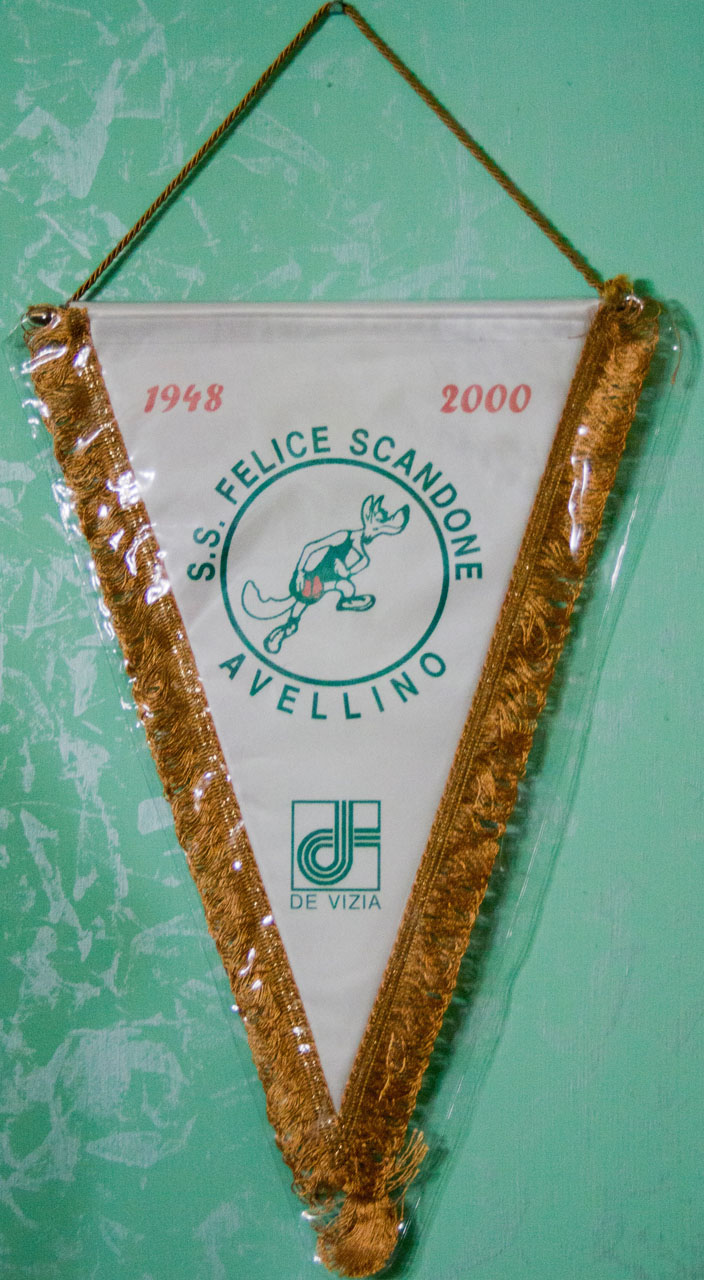 1948 2000
S.S. FELICE SCANDONE
AVELLINO
DE VIZIA